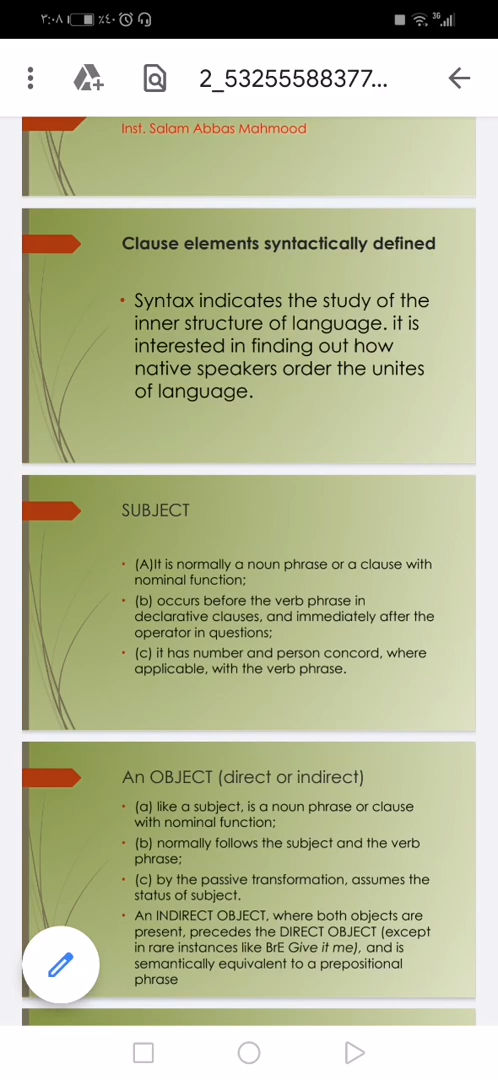 ٢:٠٨ ٪٤٠ 3G
2_53255588377...
Inst. Salam Abbas Mahmood
Clause elements syntactically defined
• Syntax indicates the study of the
inner structure of language. it is
interested in finding out how
native speakers order the unites
of language.
SUBJECT
• (A)It is normally a noun phrase or a clause with
nominal function;
• (b) occurs before the verb phrase in
declarative clauses, and immediately after the
operator in questions;
• (c) it has number and person concord, where
applicable, with the verb phrase.
An OBJECT (direct or indirect)
• (a) like a subject, is a noun phrase or clause
with nominal function;
• (b) normally follows the subject and the verb
phrase;
• (c) by the passive transformation, assumes the
status of subject.
• An INDIRECT OBJECT, where both objects are
present, precedes the DIRECT OBJECT (except
in rare instances like BrE Give it me), and is
semantically equivalent to a prepositional
phrase